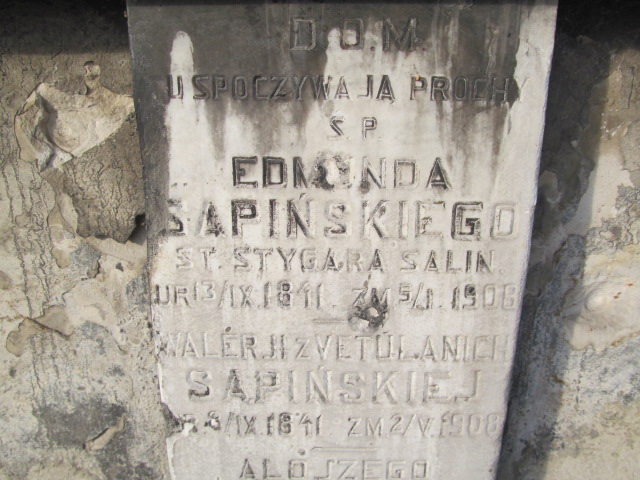 D.O.M.
USPOCZYWAJĄ PROCHY
Ś.P.
EDMUNDA
SAPIŃSKIEGO
ST. STYGARA SALIN.
UR 13/IX.1841. ZM 5/I.1908
WALERJI Z VETULANICH
SAPIŃSKIEJ
UR. 8/IX.1841 ZM 2/V.1908
ALOJZEGO